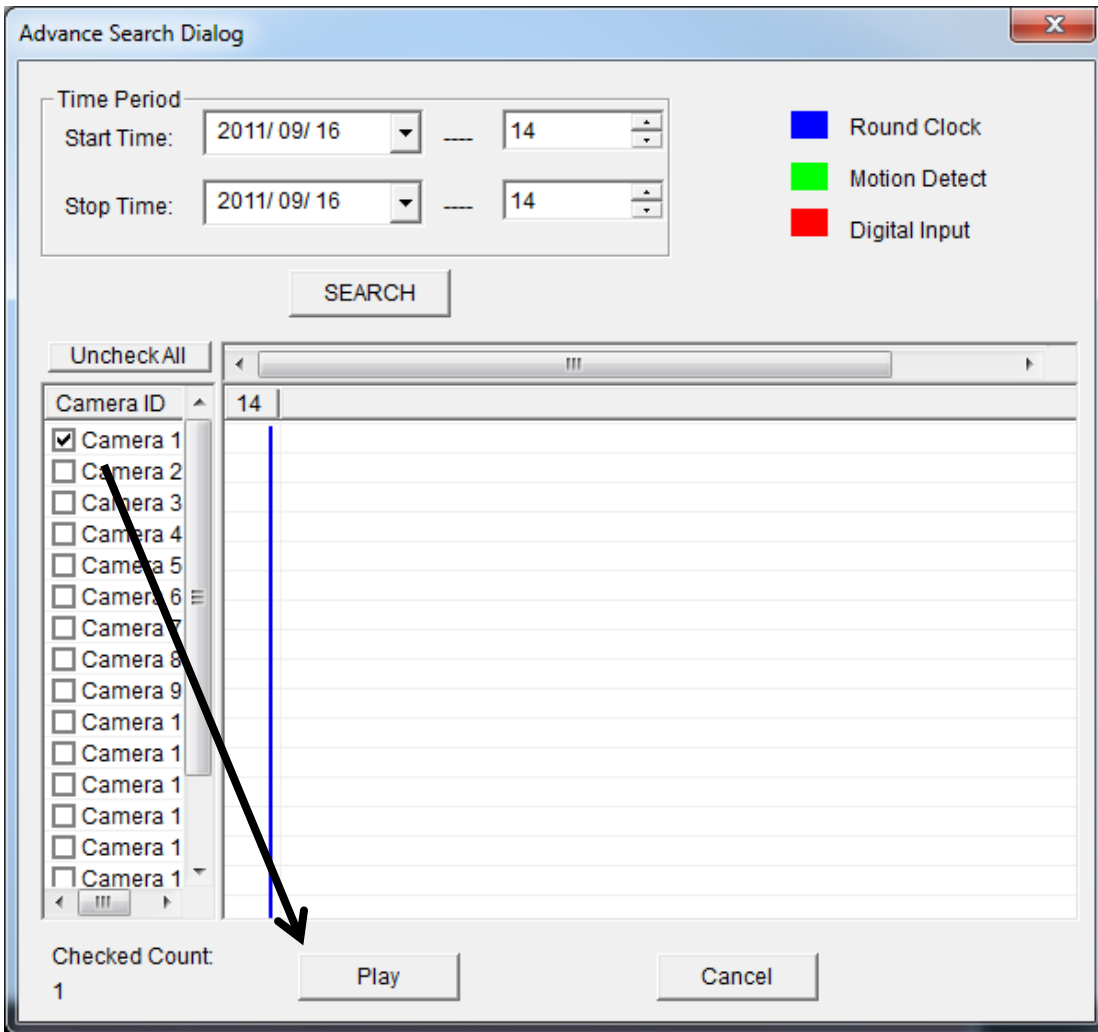 Advance Search Dialog
Time Period
Start Time: 2011/ 09/ 16 ---- 14
Stop Time: 2011/ 09/ 16 ---- 14
Round Clock
Motion Detect
Digital Input
SEARCH
Uncheck All
Camera ID
14
Camera 1
Camera 2
Camera 3
Camera 4
Camera 5
Camera 6
Camera 7
Camera 8
Camera 9
Camera 1
Camera 1
Camera 1
Camera 1
Camera 1
Camera 1
Checked Count:
1
Play
Cancel